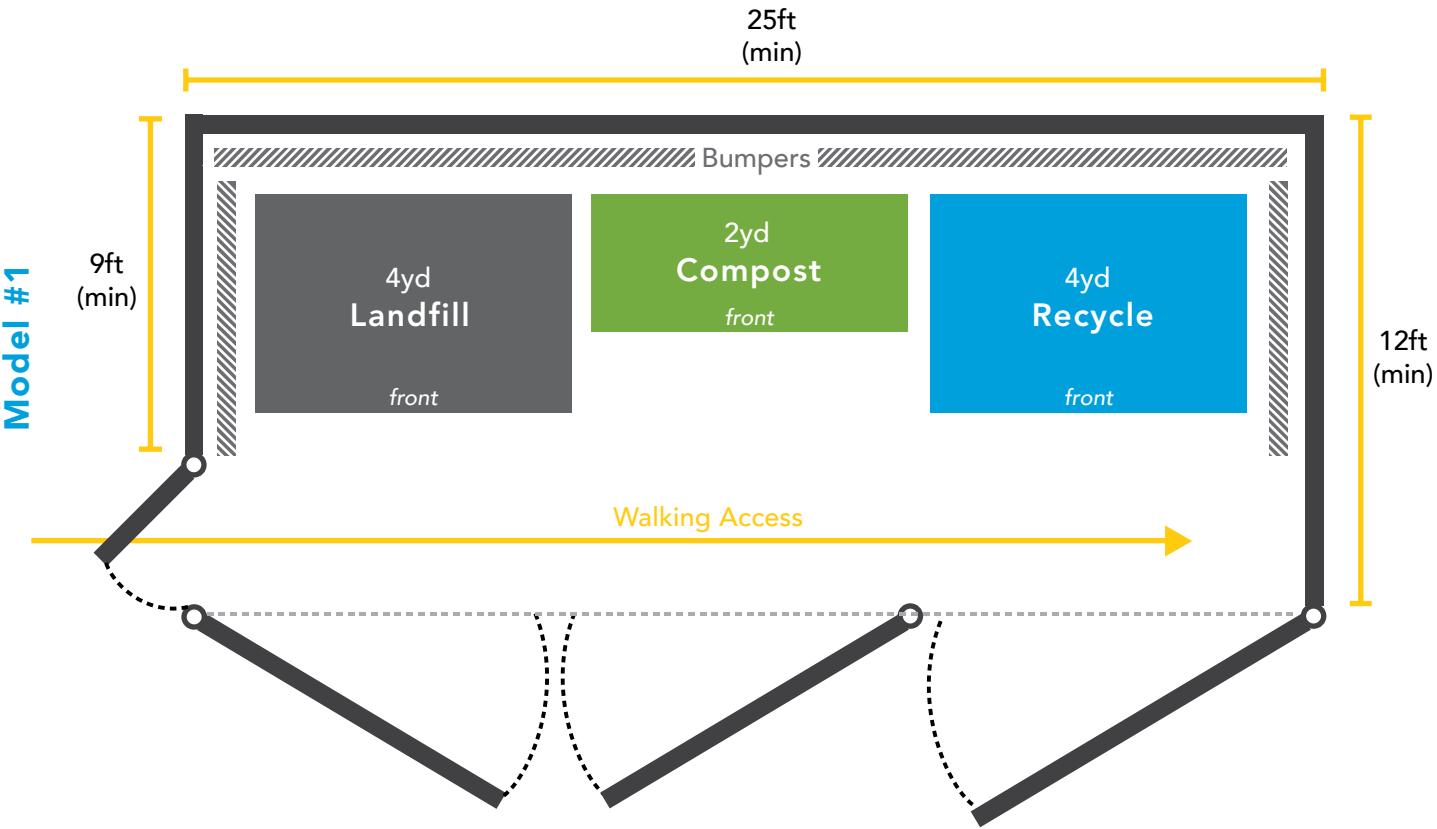 25ft
(min)
Bumpers
9ft
(min)
Model #1
4yd
Landfill
front
2yd
Compost
front
4yd
Recycle
front
12ft
(min)
Walking Access